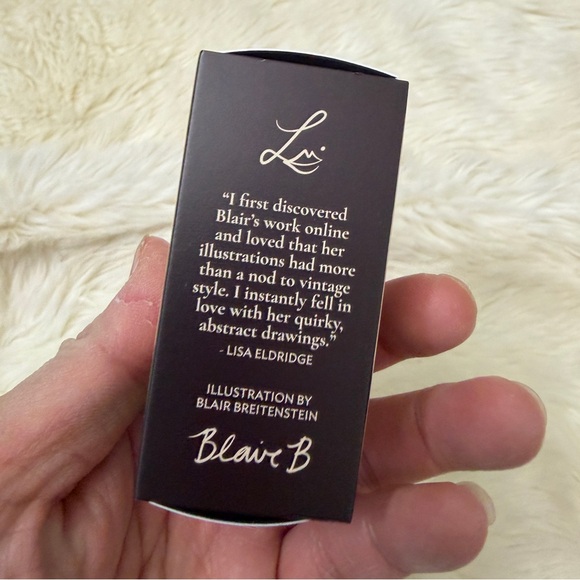 “I first discovered
Blair’s work online
and loved that her
illustrations had more
than a nod to vintage
style. I instantly fell in
love with her quirky,
abstract drawings.”
- LISA ELDRIDGE
ILLUSTRATION BY
BLAIR BREITENSTEIN
Blair B